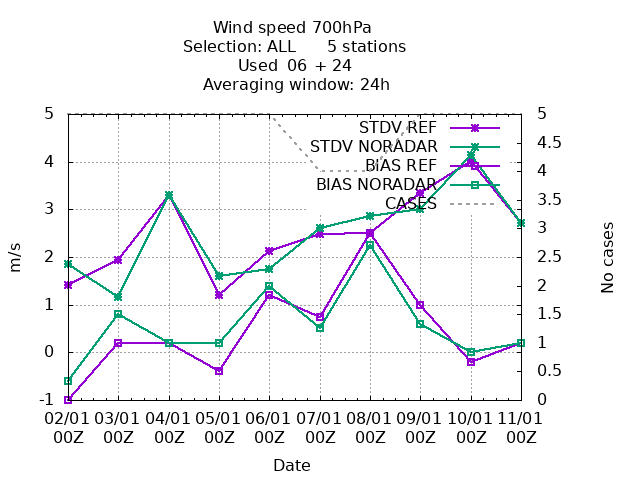 Wind speed 700hPa
Selection: ALL 5 stations
Used 06 + 24
Averaging window: 24h
STDV REF
STDV NORADAR
BIAS REF
BIAS NORADAR
CASES
5
4
3
2
1
0
-1
m/s
5
4.5
4
3.5
3
2.5
2
1.5
1
0.5
0
No cases
02/01 03/01 04/01 05/01 06/01 07/01 08/01 09/01 10/01 11/01
00Z 00Z 00Z 00Z 00Z 00Z 00Z 00Z 00Z 00Z
Date